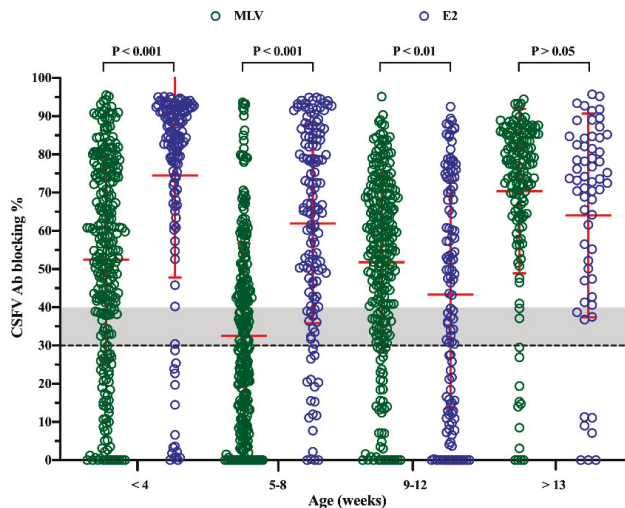 MLV E2
P < 0.001 P < 0.001 P < 0.01 P > 0.05
100
90
80
70
60
50
40
30
20
10
0
CSFV Ab blocking %
< 4 5-8 9-12 > 13
Age (weeks)